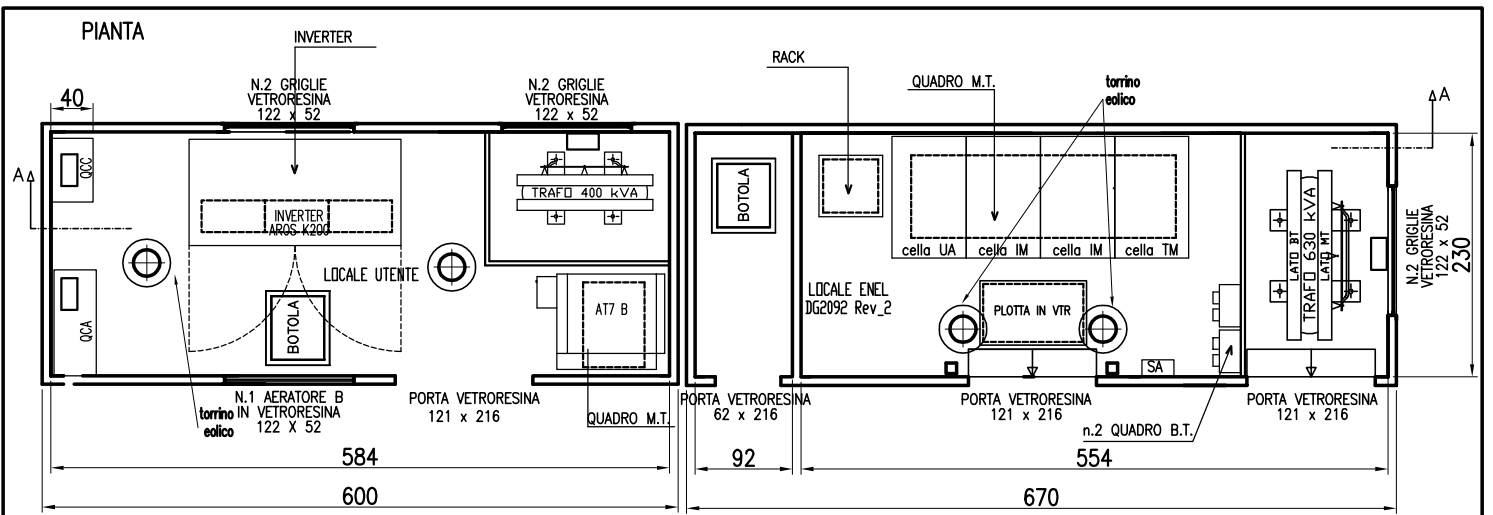 PIANTA
INVERTER
N.2 GRIGLIE
VETRORESINA
122 x 52
N.2 GRIGLIE
VETRORESINA
122 x 52
RACK
QUADRO M.T.
torrino
eolico
A
40
QCC
A
TRAFO 400 kVA
BOTOLA
INVERTER
AROS K200
LOCALE UTENTE
cella UA
cella IM
cella IM
cella TM
LATO BT
TRAFO 630 kVA
LATO MT
N.2 GRIGLIE
VETRORESINA
122 x 52
230
QCA
BOTOLA
AT7 B
LOCALE ENEL
DG2092 Rev_2
PLOTTA IN VTR
SA
N.1 AERATORE B
IN VETRORESINA
122 X 52
torrino
eolico
PORTA VETRORESINA
121 x 216
QUADRO M.T.
PORTA VETRORESINA
62 x 216
PORTA VETRORESINA
121 x 216
PORTA VETRORESINA
121 x 216
n.2 QUADRO B.T.
584
92
554
600
670